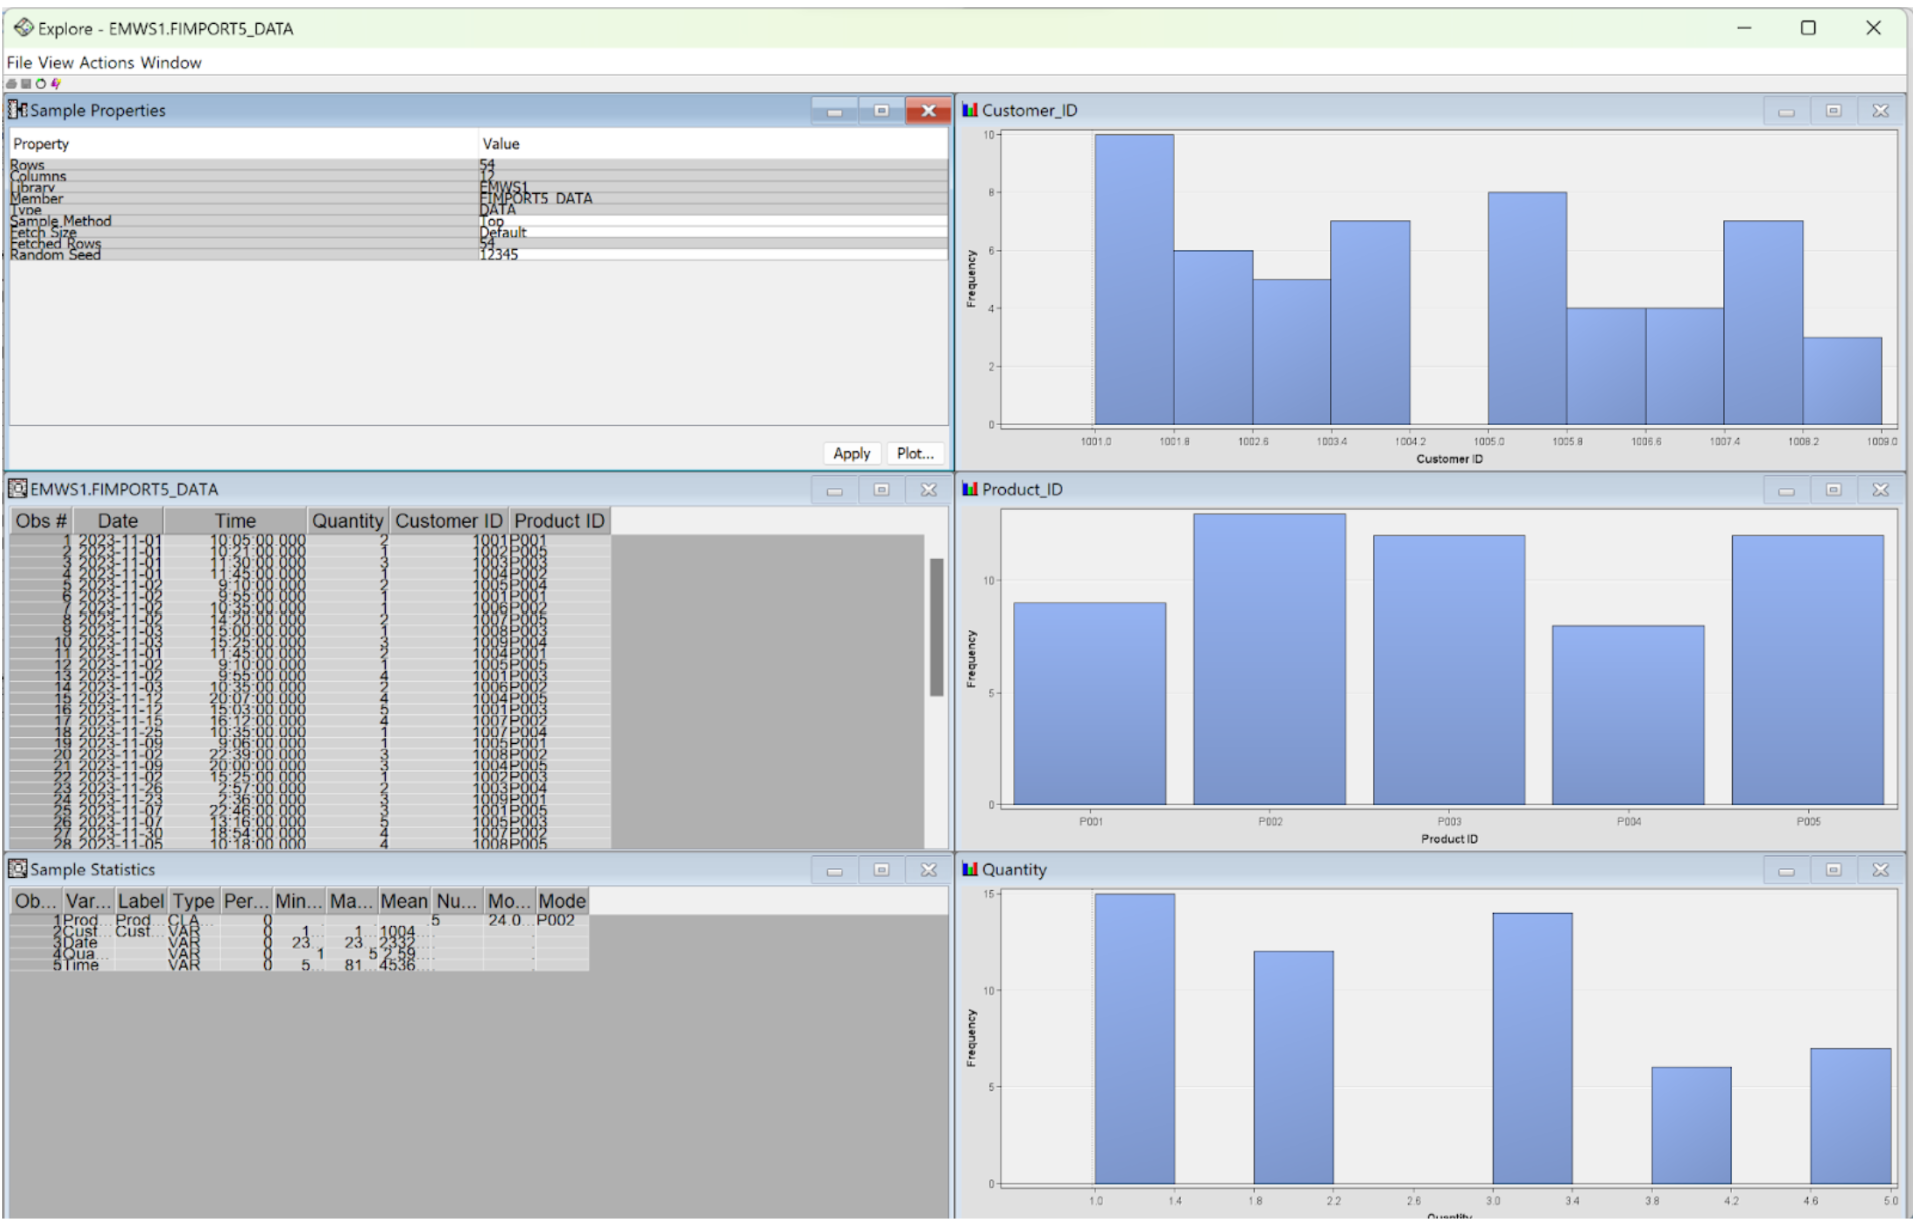 Explore - EMWS1.FIMPORT5_DATA
File View Actions Window
Sample Properties
Property Value
Rows 54
Columns 12
Library EMWS1
Member FIMPORT5_DATA
Type DATA
Sample Method Top
Fetch Size Default
Fetched Rows 54
Random Seed 12345
Apply Plot...
EMWS1.FIMPORT5_DATA
Obs # Date Time Quantity Customer ID Product ID
1 2023-11-01 10:05:00.000 2 1001 P001
2 2023-11-01 10:21:00.000 1 1002 P005
3 2023-11-01 11:30:00.000 3 1003 P003
4 2023-11-01 11:45:00.000 1 1004 P002
5 2023-11-02 9:10:00.000 2 1005 P004
6 2023-11-02 9:55:00.000 1 1001 P001
7 2023-11-02 10:35:00.000 1 1006 P002
8 2023-11-02 14:20:00.000 2 1007 P005
9 2023-11-03 15:00:00.000 1 1008 P003
10 2023-11-03 15:25:00.000 3 1009 P004
11 2023-11-01 11:45:00.000 2 1004 P001
12 2023-11-02 9:10:00.000 1 1005 P005
13 2023-11-02 9:55:00.000 4 1001 P003
14 2023-11-03 10:35:00.000 2 1006 P002
15 2023-11-12 20:07:00.000 4 1004 P005
16 2023-11-12 15:03:00.000 5 1001 P003
17 2023-11-15 16:12:00.000 4 1007 P002
18 2023-11-25 10:35:00.000 1 1007 P004
19 2023-11-09 9:06:00.000 1 1005 P001
20 2023-11-02 22:39:00.000 3 1008 P002
21 2023-11-09 20:00:00.000 3 1004 P005
22 2023-11-02 15:25:00.000 1 1002 P003
23 2023-11-26 2:57:00.000 2 1003 P004
24 2023-11-23 2:36:00.000 3 1009 P001
25 2023-11-07 22:46:00.000 3 1001 P005
26 2023-11-07 13:16:00.000 5 1005 P003
27 2023-11-30 18:54:00.000 4 1007 P002
28 2023-11-05 10:18:00.000 4 1008 P005
Sample Statistics
Ob... Var... Label Type Per... Min... Ma... Mean Nu... Mo... Mode
1 Prod... Prod... CLA... 0 . . . 5 24.0... P002
2 Cust... Cust... VAR 0 1... 1... 1004... . .
3 Date VAR 0 23... 23... 2332... . .
4 Qua... VAR 0 1 5 2.59... . .
5 Time VAR 0 5... 81... 4536... . .
Customer_ID
Frequency
10
8
6
4
2
0
1001.0 1001.8 1002.6 1003.4 1004.2 1005.0 1005.8 1006.6 1007.4 1008.2 1009.0
Customer ID
Product_ID
Frequency
10
5
0
P001 P002 P003 P004 P005
Product ID
Quantity
Frequency
15
10
5
0
1.0 1.4 1.8 2.2 2.6 3.0 3.4 3.8 4.2 4.6 5.0
Quantity